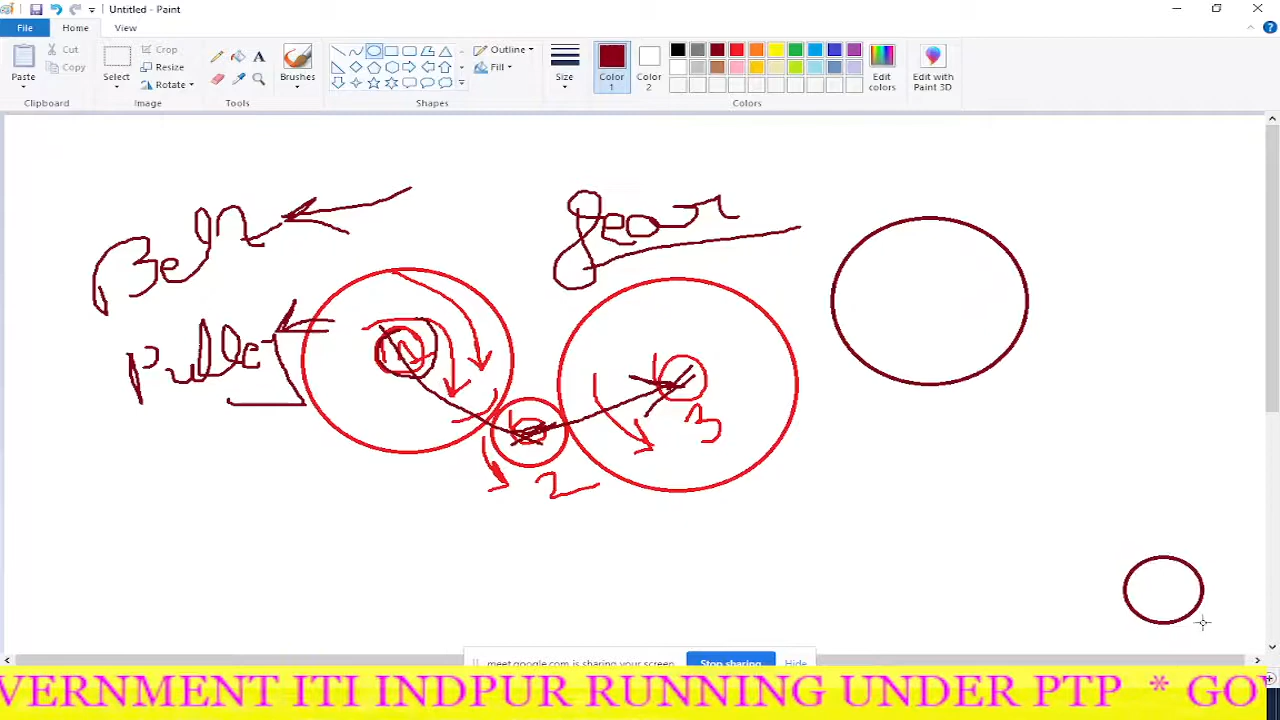 Untitled - Paint
File Home View
Paste Cut Copy
Select Crop Resize Rotate
Brushes
Outline Fill
Size
Color 1
Color 2
Edit colors
Edit with Paint 3D
Clipboard Image Tools Shapes Colors
Belt
gear
Pulley
3
2
meet.google.com is sharing your screen. Stop sharing Hide
VERNMENT ITI INDPUR RUNNING UNDER PTP * GOV